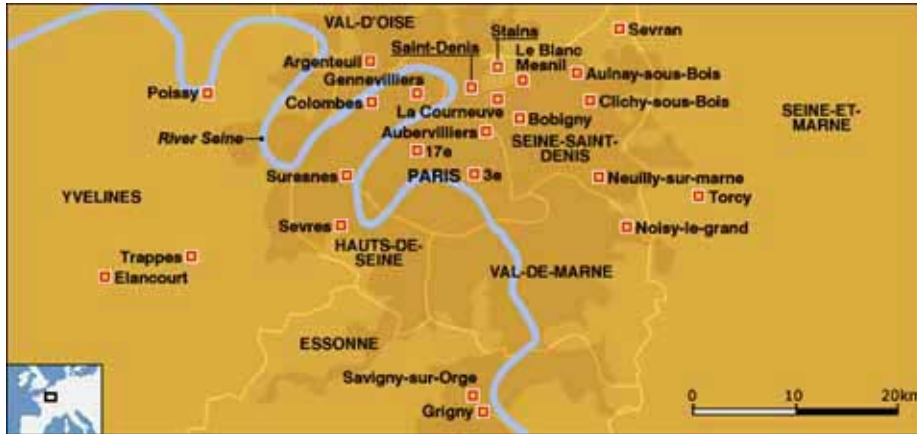 VAL-D'OISE
Stains
Sevran
Saint-Denis
Le Blanc
Mesnil
Argenteuil
Gennevilliers
Aulnay-sous-Bois
Poissy
Colombes
Clichy-sous-Bois
La Courneuve
SEINE-ET-
MARNE
River Seine
Aubervilliers
Bobigny
17e
SEINE-SAINT-
DENIS
Suresnes
PARIS
3e
Neuilly-sur-marne
YVELINES
Torcy
Sevres
Noisy-le-grand
HAUTS-DE-
SEINE
Trappes
Elancourt
VAL-DE-MARNE
ESSONNE
Savigny-sur-Orge
Grigny
0 10 20km